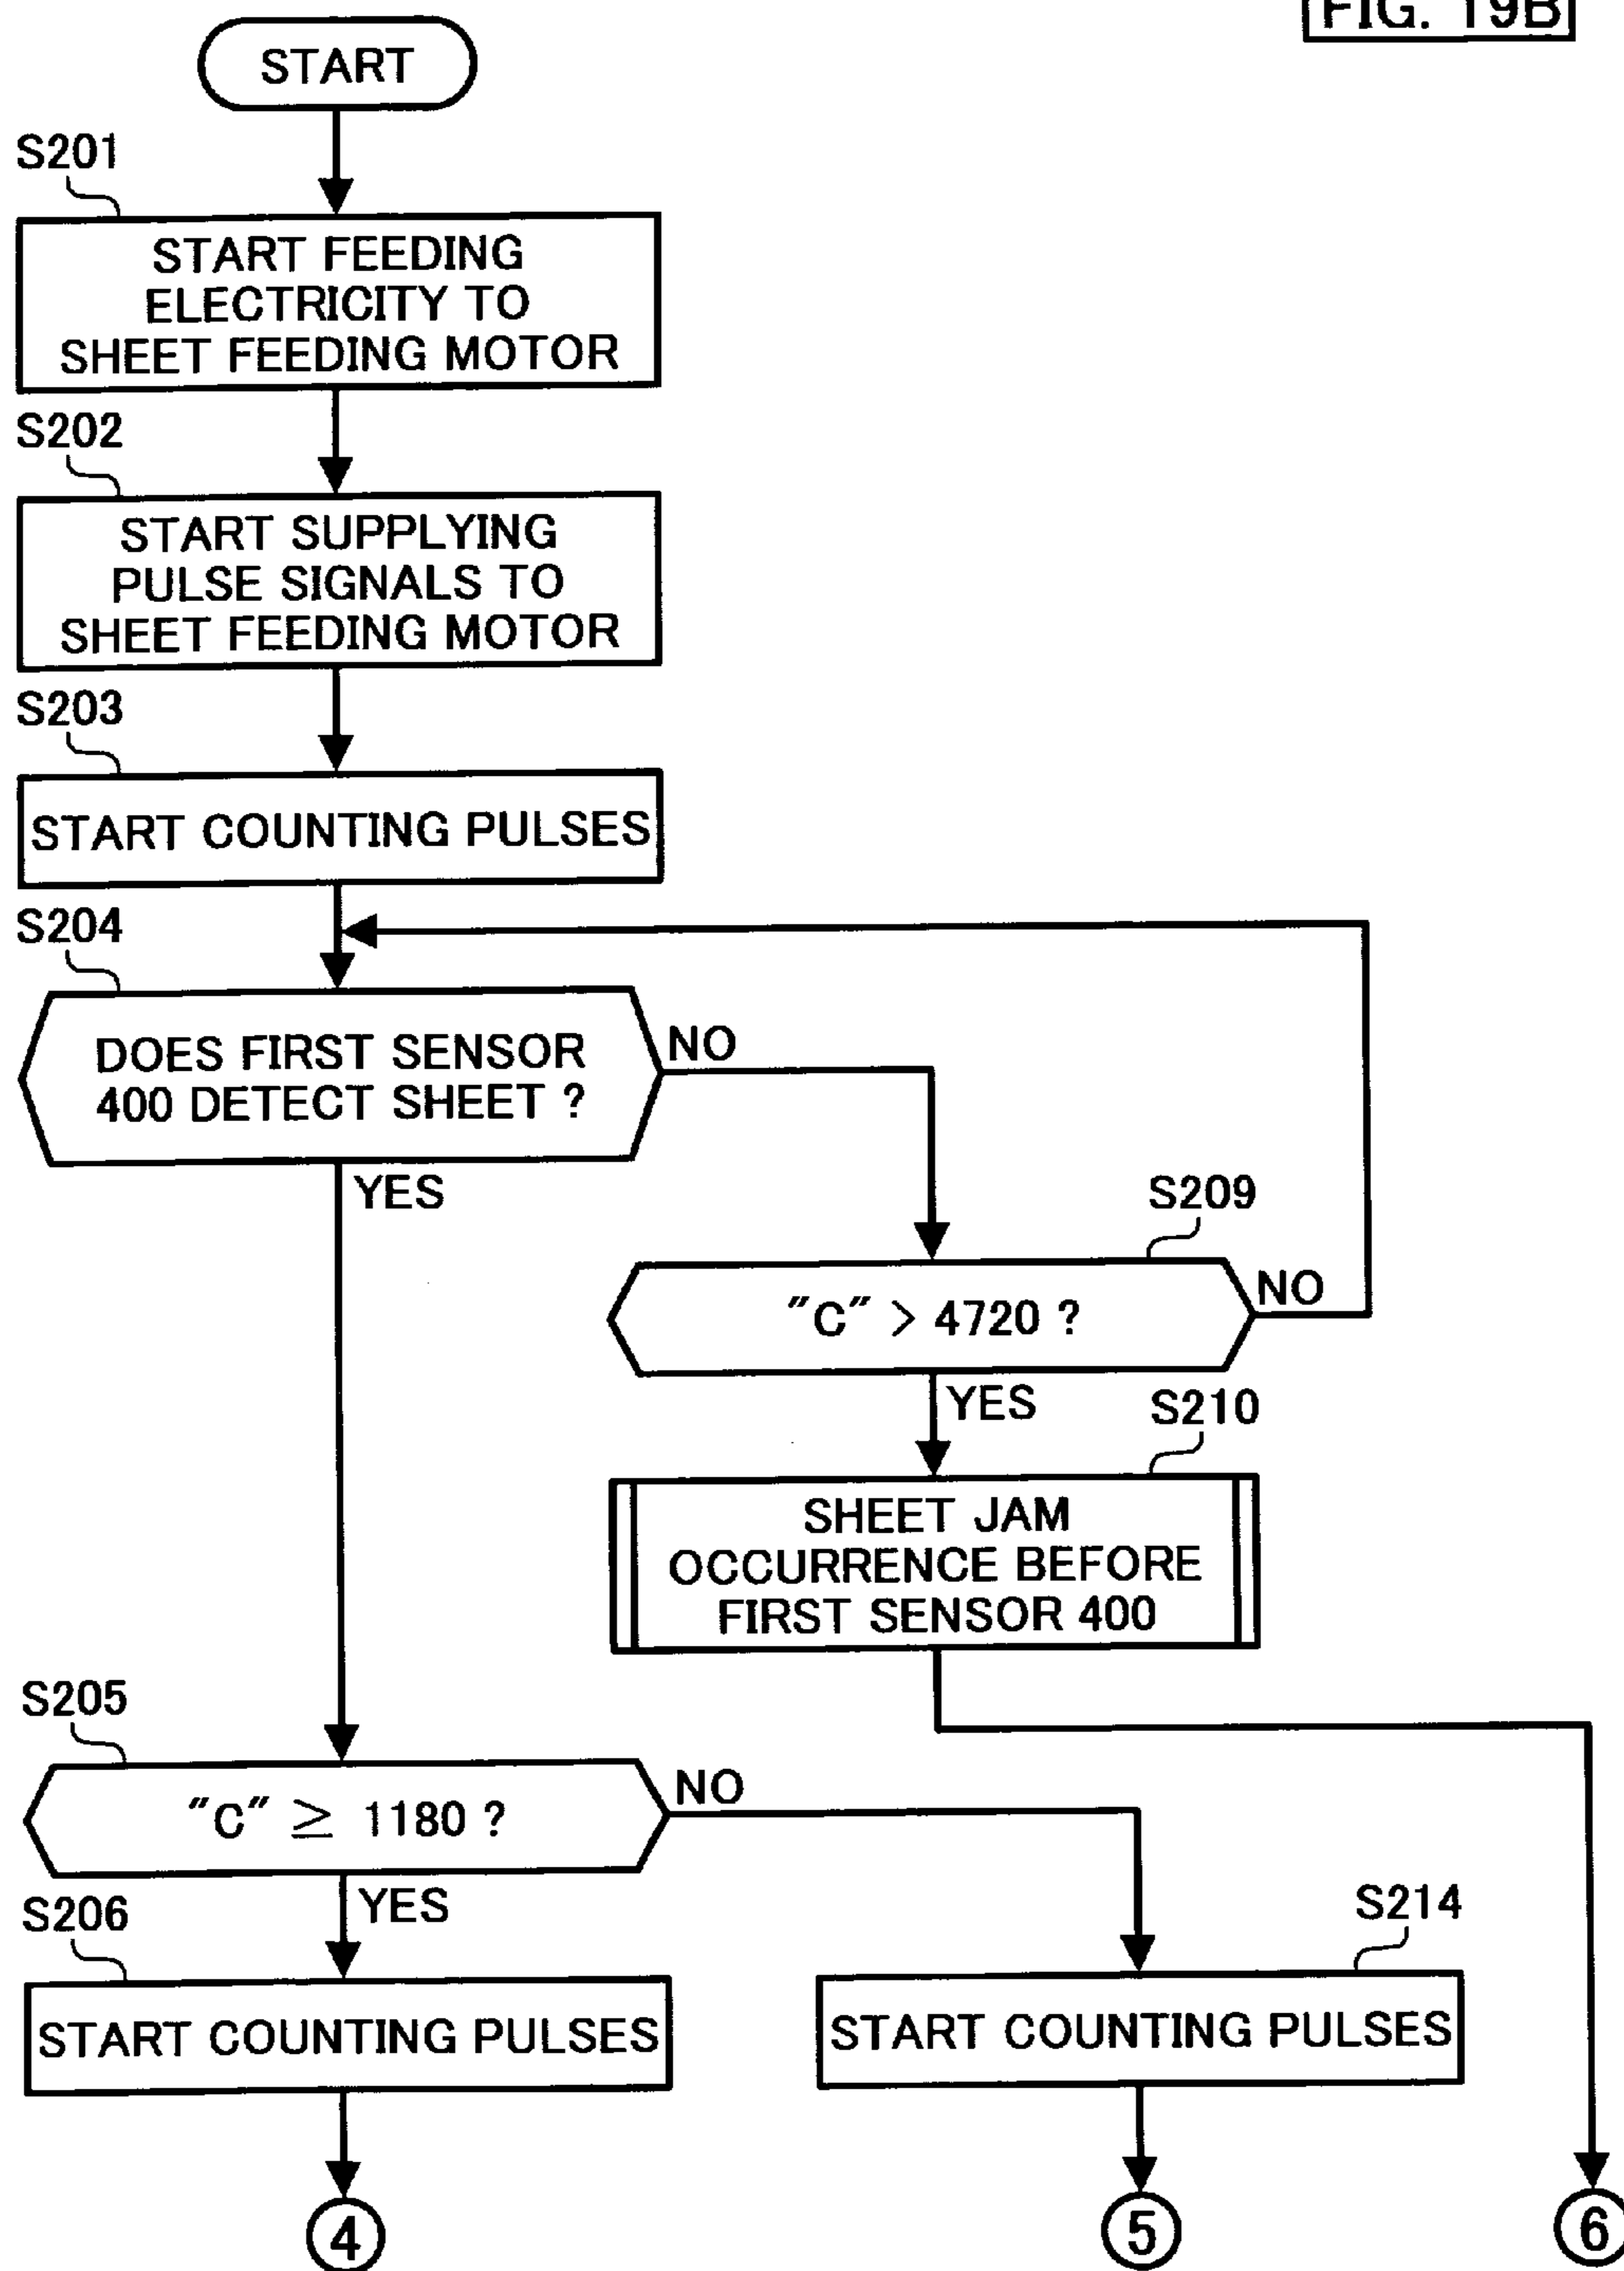 FIG. 19B
START
S201
START FEEDING
ELECTRICITY TO
SHEET FEEDING MOTOR
S202
START SUPPLYING
PULSE SIGNALS TO
SHEET FEEDING MOTOR
S203
START COUNTING PULSES
S204
DOES FIRST SENSOR
400 DETECT SHEET ?
NO
YES
S209
"C" > 4720 ?
NO
YES
S210
SHEET JAM
OCCURRENCE BEFORE
FIRST SENSOR 400
S205
"C" ≧ 1180 ?
NO
YES
S206
START COUNTING PULSES
S214
START COUNTING PULSES
4
5
6